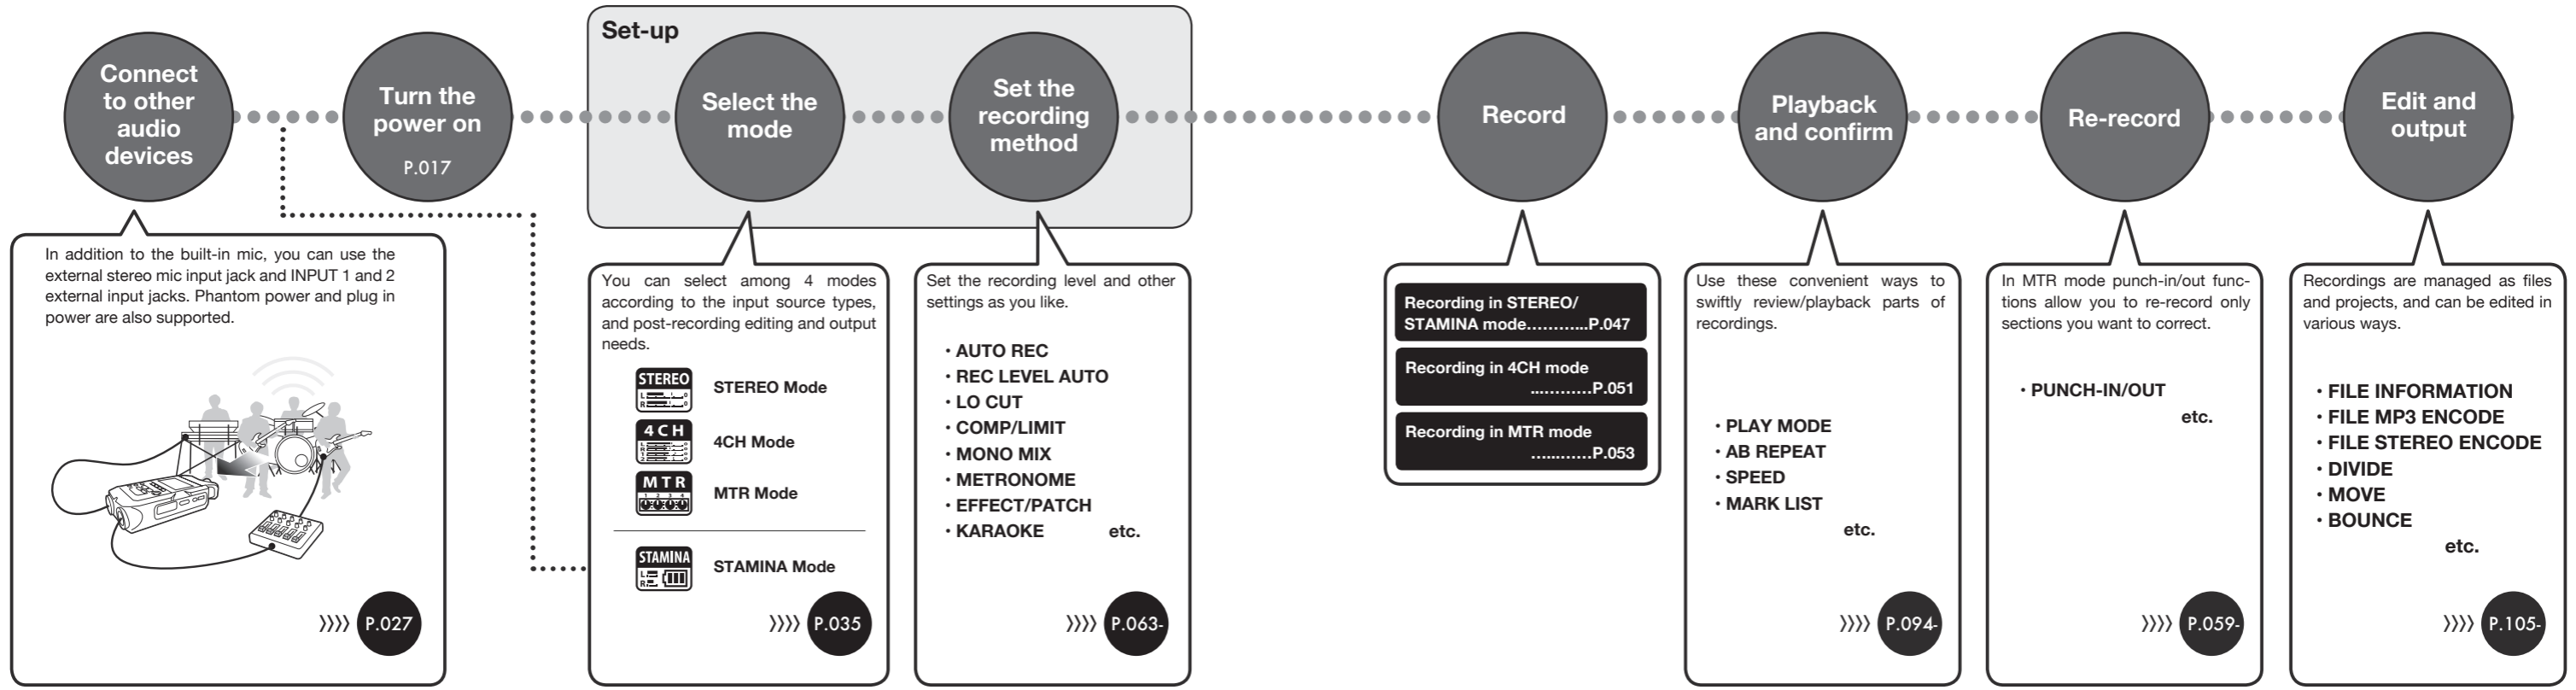 Set-up
Connect
to other
audio
devices
Turn the
power on
P.017
Select the
mode
Set the
recording
method
Record
Playback
and confirm
Re-record
Edit and
output
In addition to the built-in mic, you can use the
external stereo mic input jack and INPUT 1 and 2
external input jacks. Phantom power and plug in
power are also supported.
〉〉〉〉 P.027
You can select among 4 modes
according to the input source types,
and post-recording editing and output
needs.
STEREO
L
R
STEREO Mode
4CH
4CH Mode
MTR
1 2 3 4
MTR Mode
STAMINA
L
R
STAMINA Mode
〉〉〉〉 P.035
Set the recording level and other
settings as you like.
・AUTO REC
・REC LEVEL AUTO
・LO CUT
・COMP/LIMIT
・MONO MIX
・METRONOME
・EFFECT/PATCH
・KARAOKE etc.
〉〉〉〉 P.063-
Recording in STEREO/
STAMINA mode...........P.047
Recording in 4CH mode
............P.051
Recording in MTR mode
............P.053
Use these convenient ways to
swiftly review/playback parts of
recordings.
・PLAY MODE
・AB REPEAT
・SPEED
・MARK LIST
etc.
〉〉〉〉 P.094-
In MTR mode punch-in/out func-
tions allow you to re-record only
sections you want to correct.
・PUNCH-IN/OUT
etc.
〉〉〉〉 P.059-
Recordings are managed as files
and projects, and can be edited in
various ways.
・FILE INFORMATION
・FILE MP3 ENCODE
・FILE STEREO ENCODE
・DIVIDE
・MOVE
・BOUNCE
etc.
〉〉〉〉 P.105-